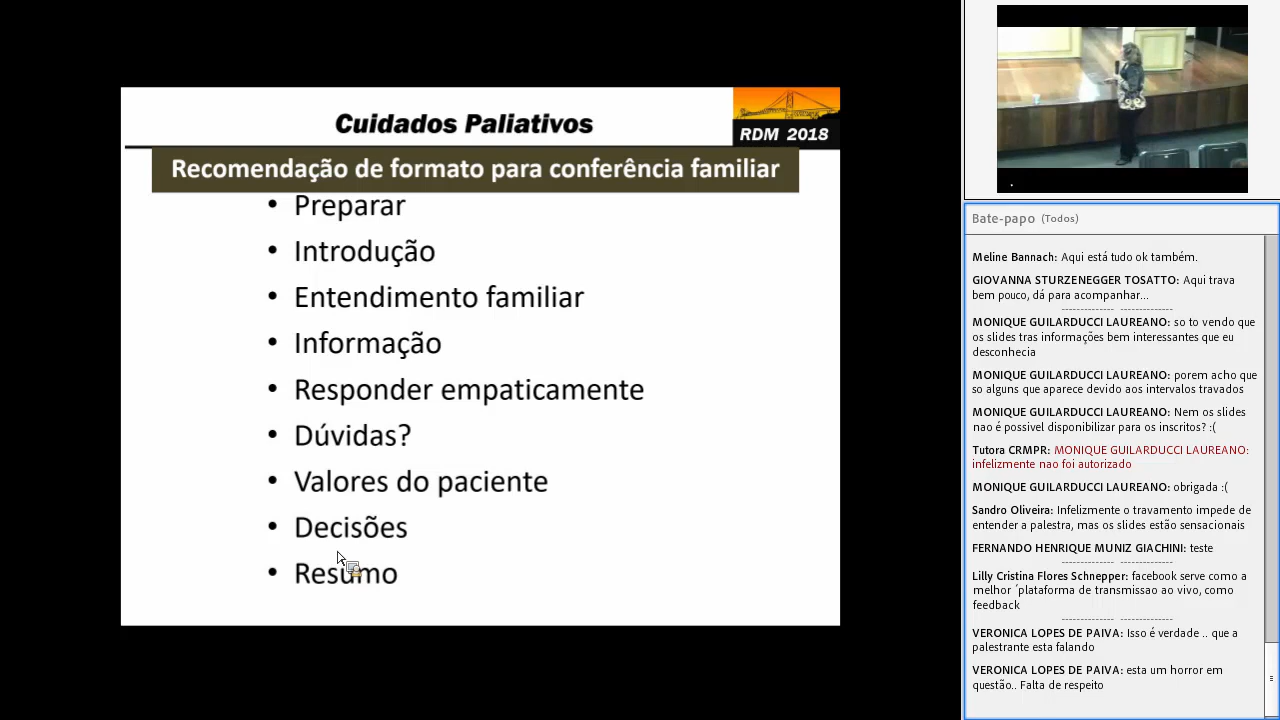 Cuidados Paliativos
RDM 2018
Recomendação de formato para conferência familiar
• Preparar
• Introdução
• Entendimento familiar
• Informação
• Responder empaticamente
• Dúvidas?
• Valores do paciente
• Decisões
• Resumo
Bate-papo (Todos)
Meline Bannach: Aqui está tudo ok também.
GIOVANNA STURZENEGGER TOSATTO: Aqui trava
bem pouco, dá para acompanhar...
-------------- --------------
MONIQUE GUILARDUCCI LAUREANO: so to vendo que
os slides tras informações bem interessantes que eu
desconhecia
MONIQUE GUILARDUCCI LAUREANO: porem acho que
so alguns que aparece devido aos intervalos travados
MONIQUE GUILARDUCCI LAUREANO: Nem os slides
nao é possivel disponibilizar para os inscritos? :(
Tutora CRMPR: MONIQUE GUILARDUCCI LAUREANO:
infelizmente nao foi autorizado
MONIQUE GUILARDUCCI LAUREANO: obrigada :(
Sandro Oliveira: Infelizmente o travamento impede de
entender a palestra, mas os slides estão sensacionais
FERNANDO HENRIQUE MUNIZ GIACHINI: teste
-------------- --------------
Lilly Cristina Flores Schnepper: facebook serve como a
melhor ´plataforma de transmissao ao vivo, como
feedback
-------------- --------------
VERONICA LOPES DE PAIVA: Isso é verdade .. que a
palestrante esta falando
VERONICA LOPES DE PAIVA: esta um horror em
questão.. Falta de respeito